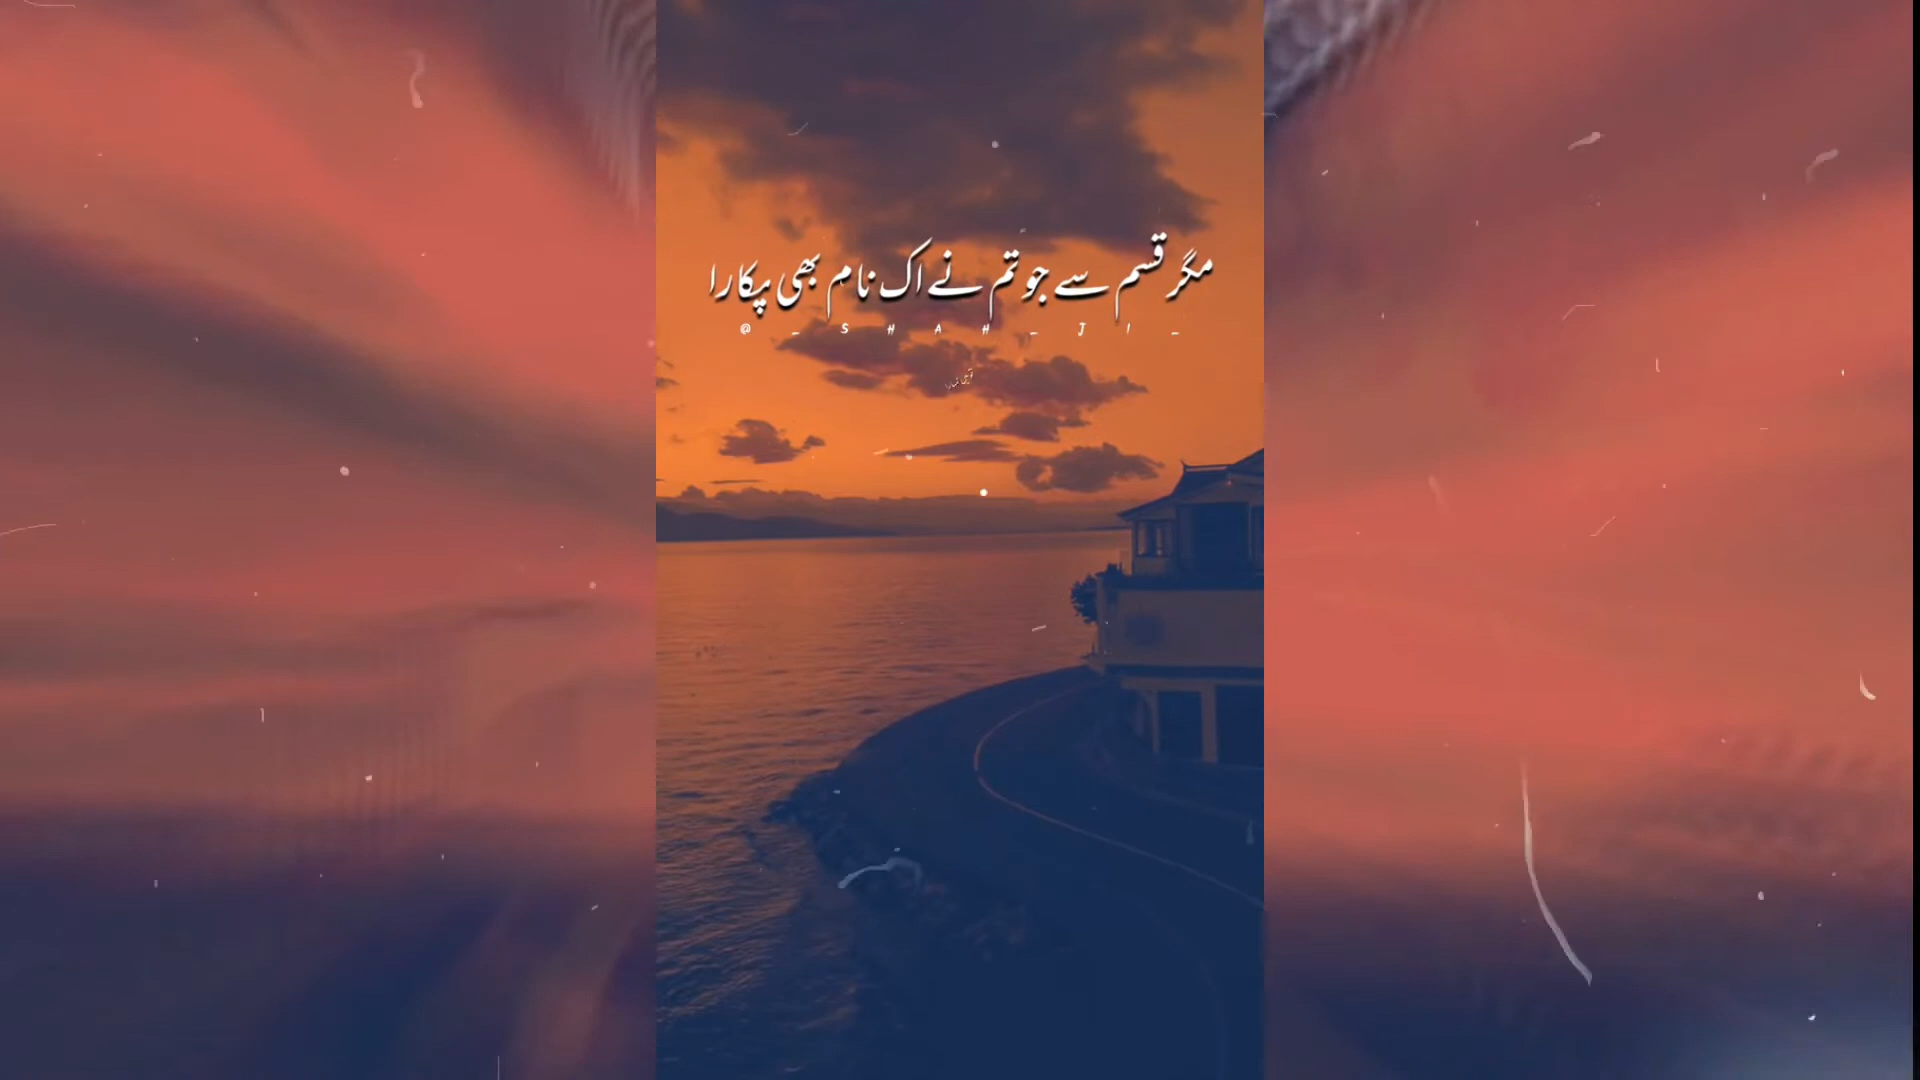 مگر قسم سے جو تم نے اک نام بھی پکارا
@_SHAH_JI_